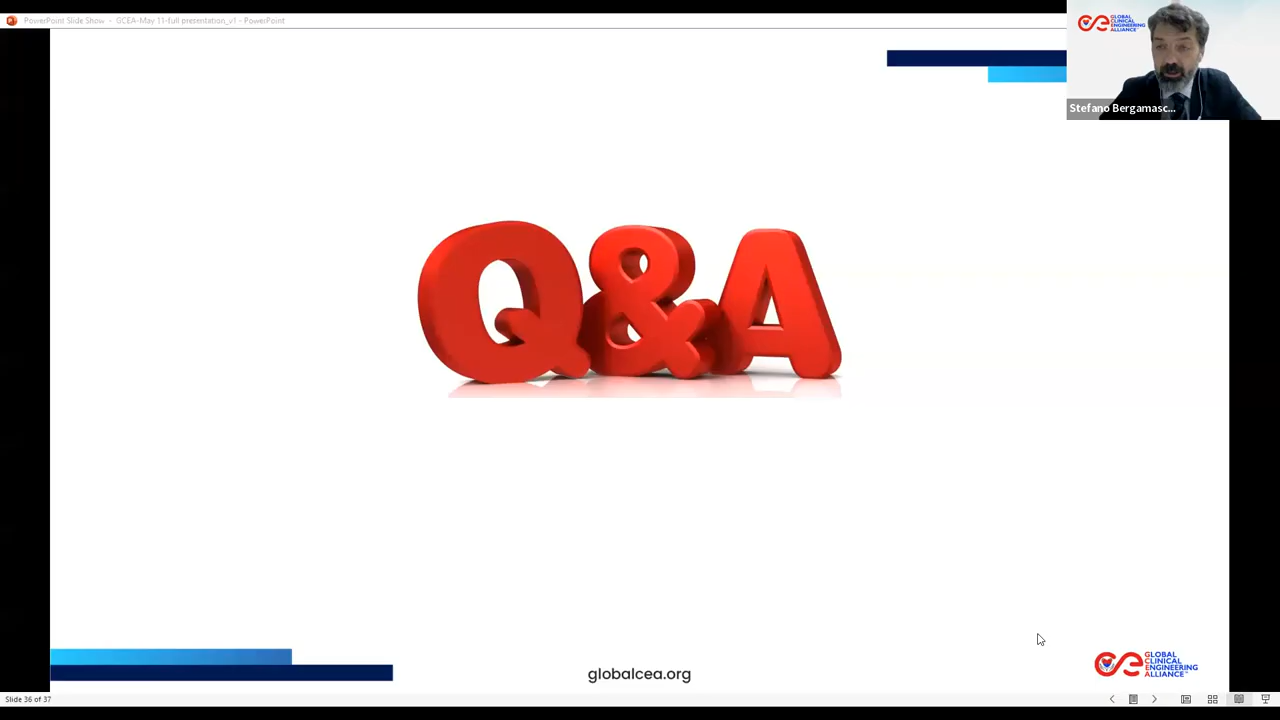 PowerPoint Slide Show - GCEA-May 11-full presentation_v1 - PowerPoint
GLOBAL
CLINICAL
ENGINEERING
ALLIANCE
Stefano Bergamasc...
Q&A
globalcea.org
GLOBAL
CLINICAL
ENGINEERING
ALLIANCE
Slide 36 of 37